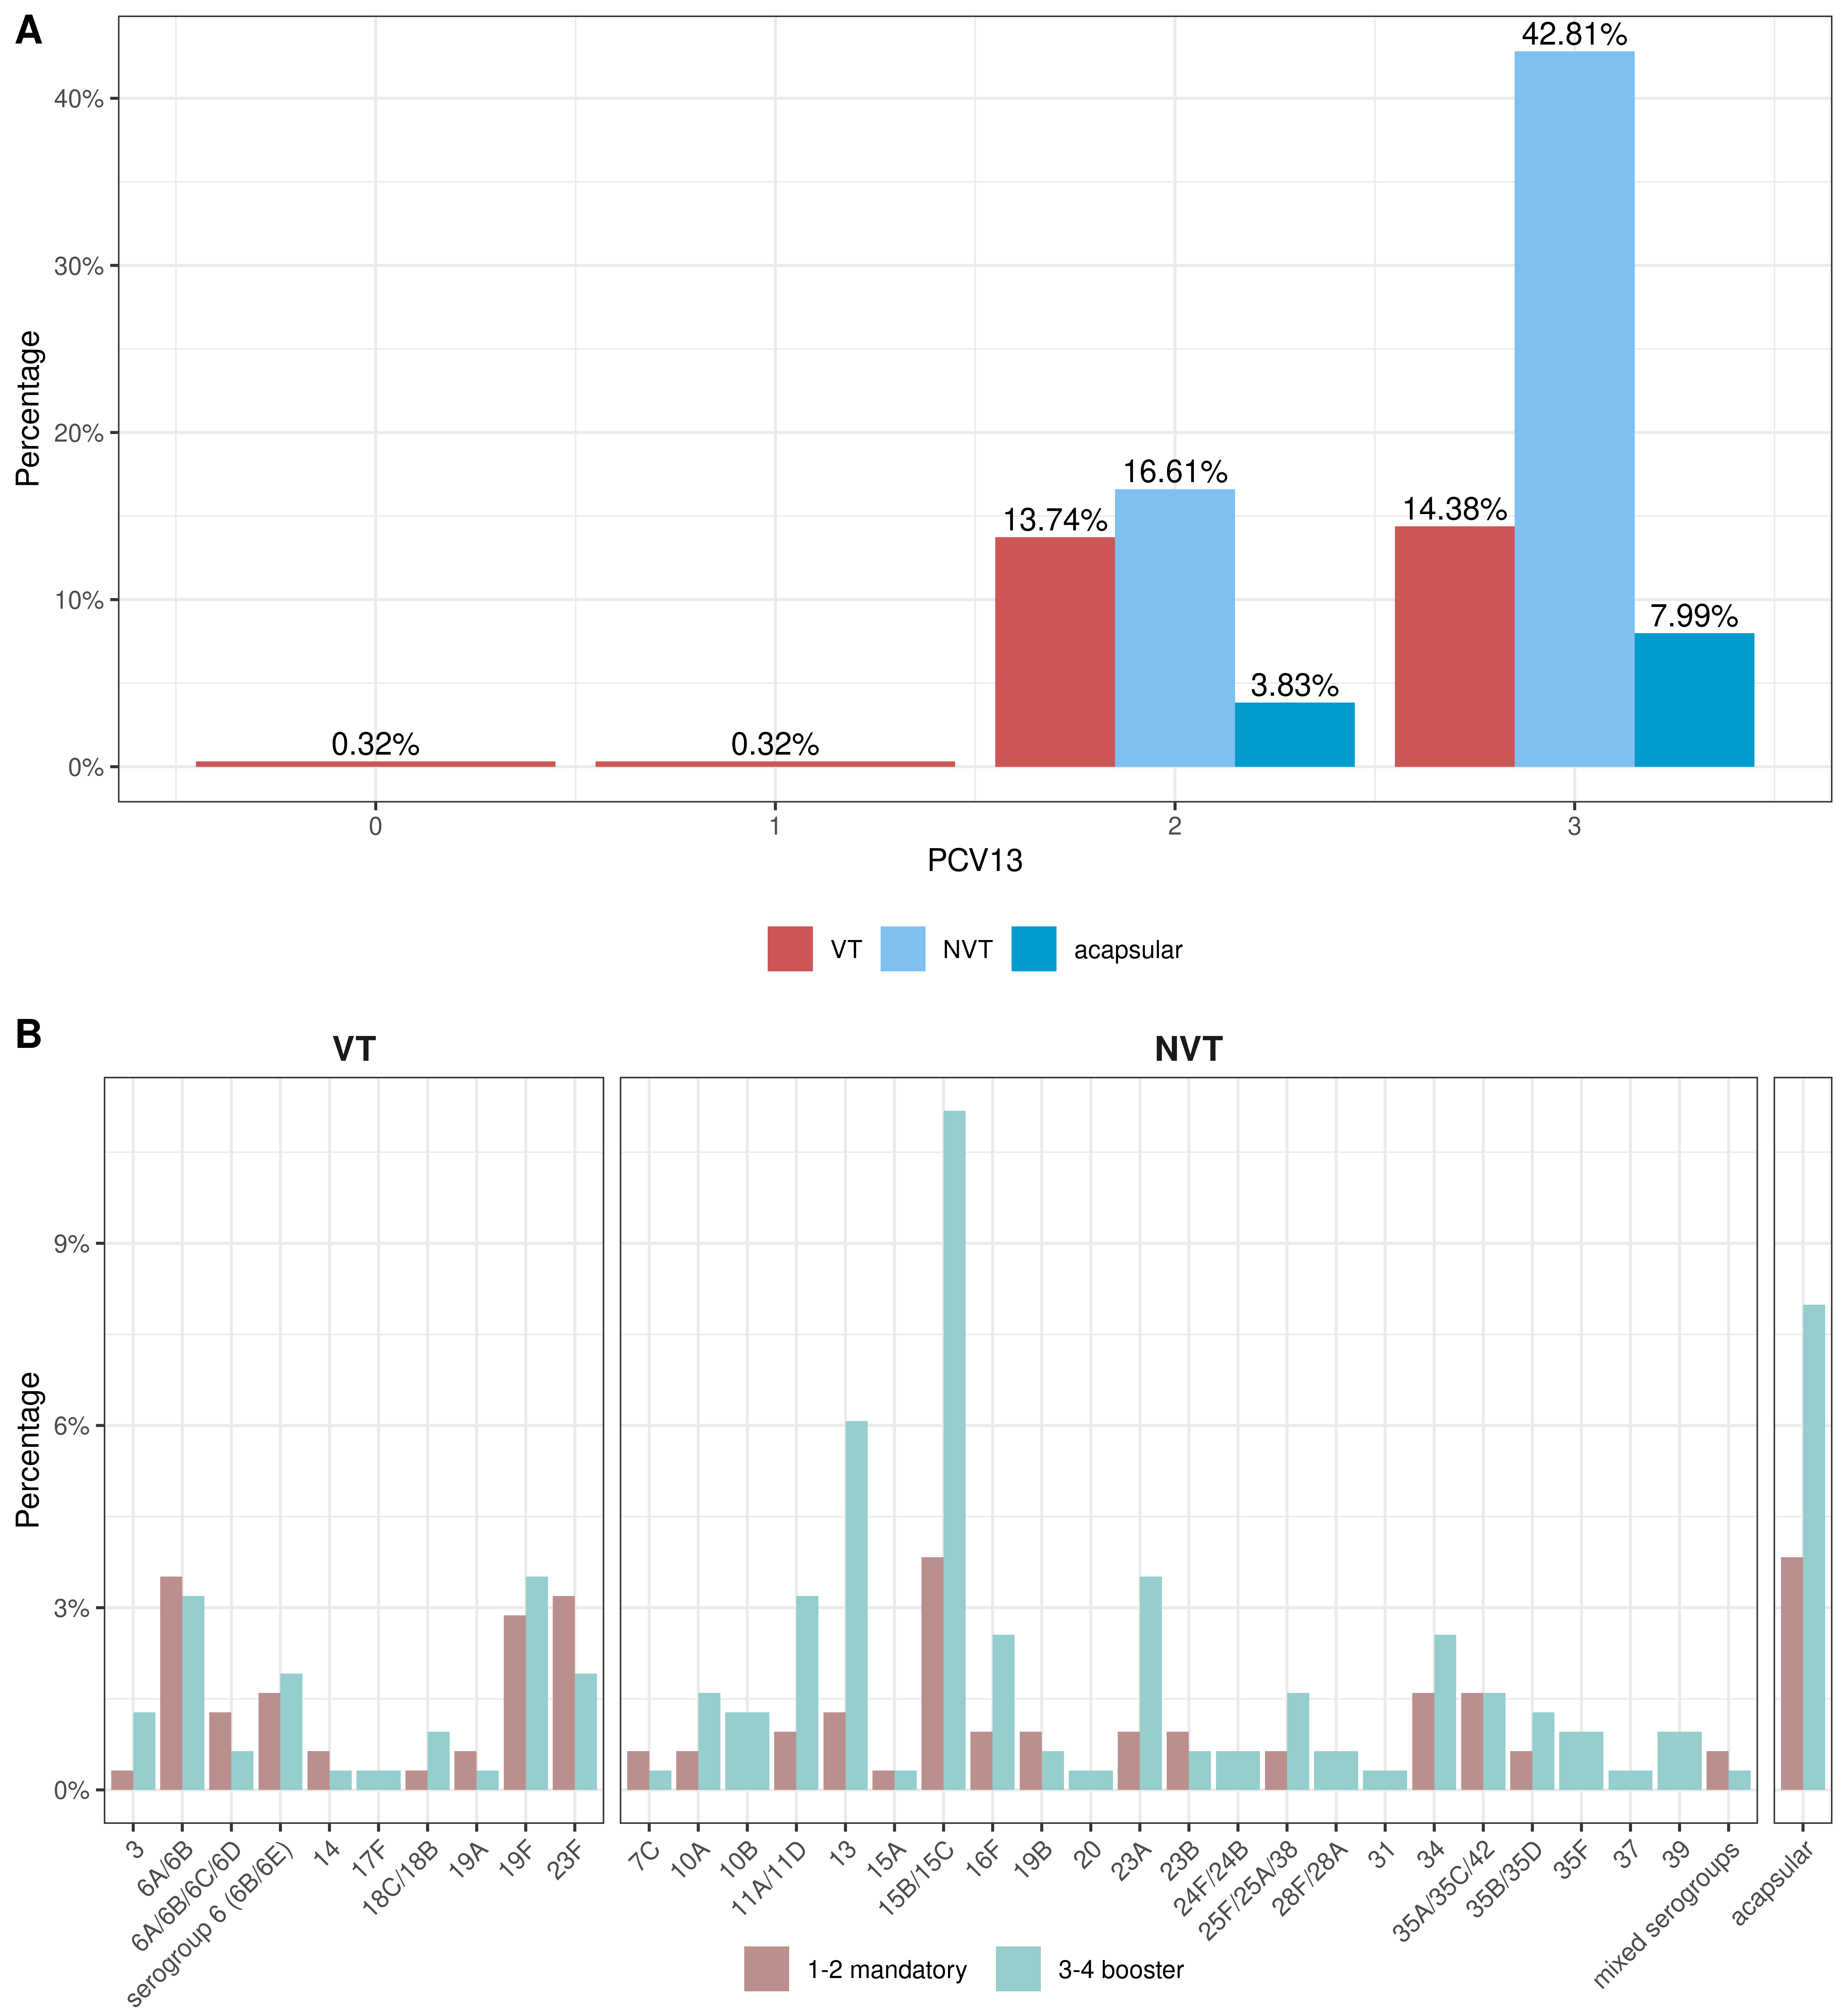 A
42.81%
40%
30%
20%
16.61%
13.74%
14.38%
10%
7.99%
3.83%
0.32%
0.32%
0%
Percentage
0 1 2 3
PCV13
VT NVT acapsular
B
VT NVT
9%
6%
3%
0%
Percentage
3
6A/6B
6A/6B/6C/6D
serogroup 6 (6B/6E)
14
17F
18C/18B
19A
19F
23F
7C
10A
10B
11A/11D
13
15A
15B/15C
16F
19B
20
23A
23B
24F/24B
25F/25A/38
28F/28A
31
34
35A/35C/42
35B/35D
35F
37
39
mixed serogroups
acapsular
1-2 mandatory 3-4 booster